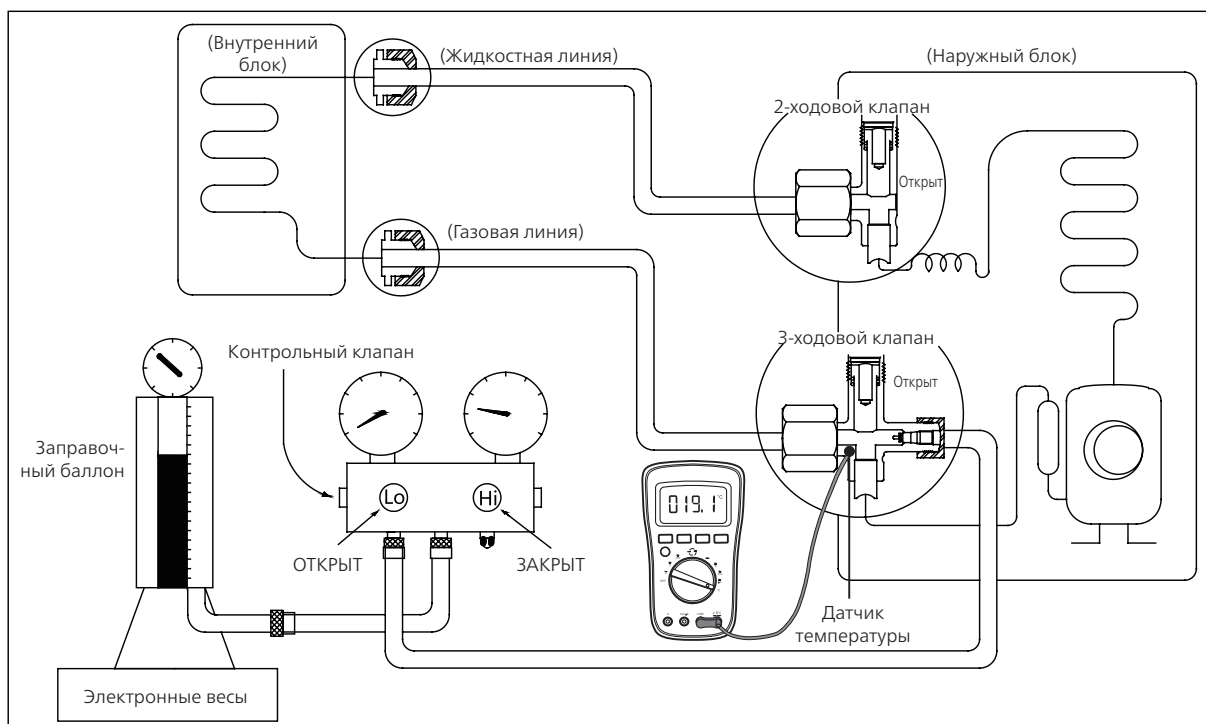 (Внутренний
блок)
(Жидкостная линия)
(Наружный блок)
2-ходовой клапан
Открыт
(Газовая линия)
3-ходовой клапан
Открыт
Контрольный клапан
Заправоч-
ный баллон
Lo
Hi
019.1 °C
ОТКРЫТ
ЗАКРЫТ
Датчик
температуры
Электронные весы